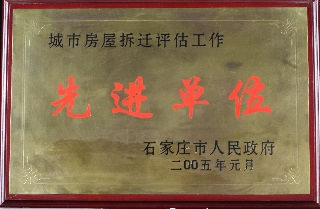 城市房屋拆迁评估工作
先进单位
石家庄市人民政府
二00五年元月